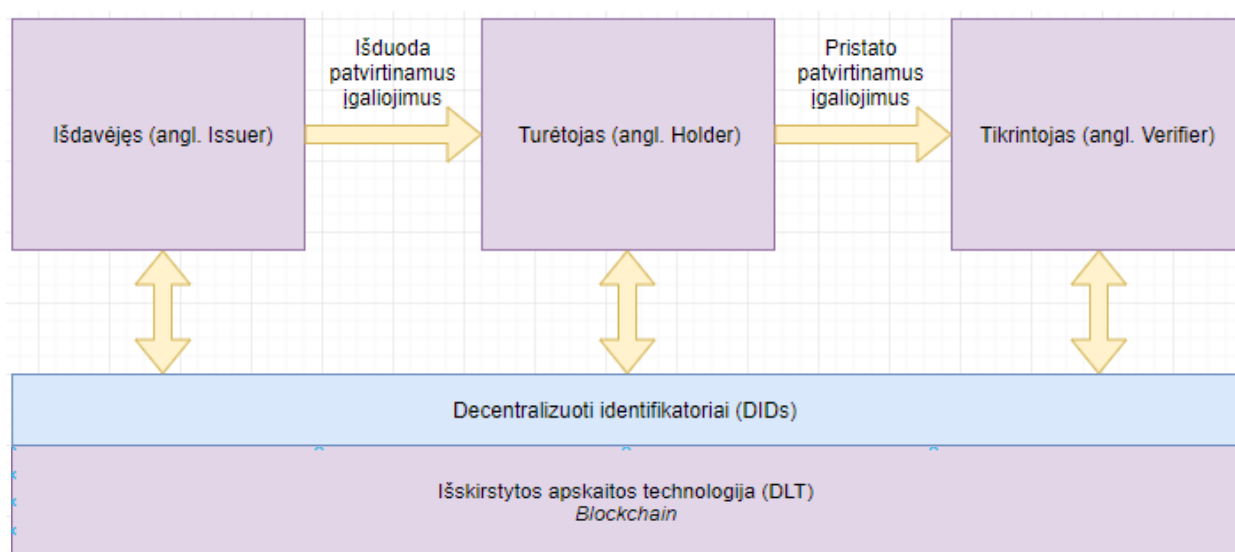 Išduoda
patvirtinamus
įgaliojimus
Pristato
patvirtinamus
įgaliojimus
Išdavėjęs (angl. Issuer)
Turėtojas (angl. Holder)
Tikrintojas (angl. Verifier)
Decentralizuoti identifikatoriai (DIDs)
Išskirstytos apskaitos technologija (DLT)
Blockchain